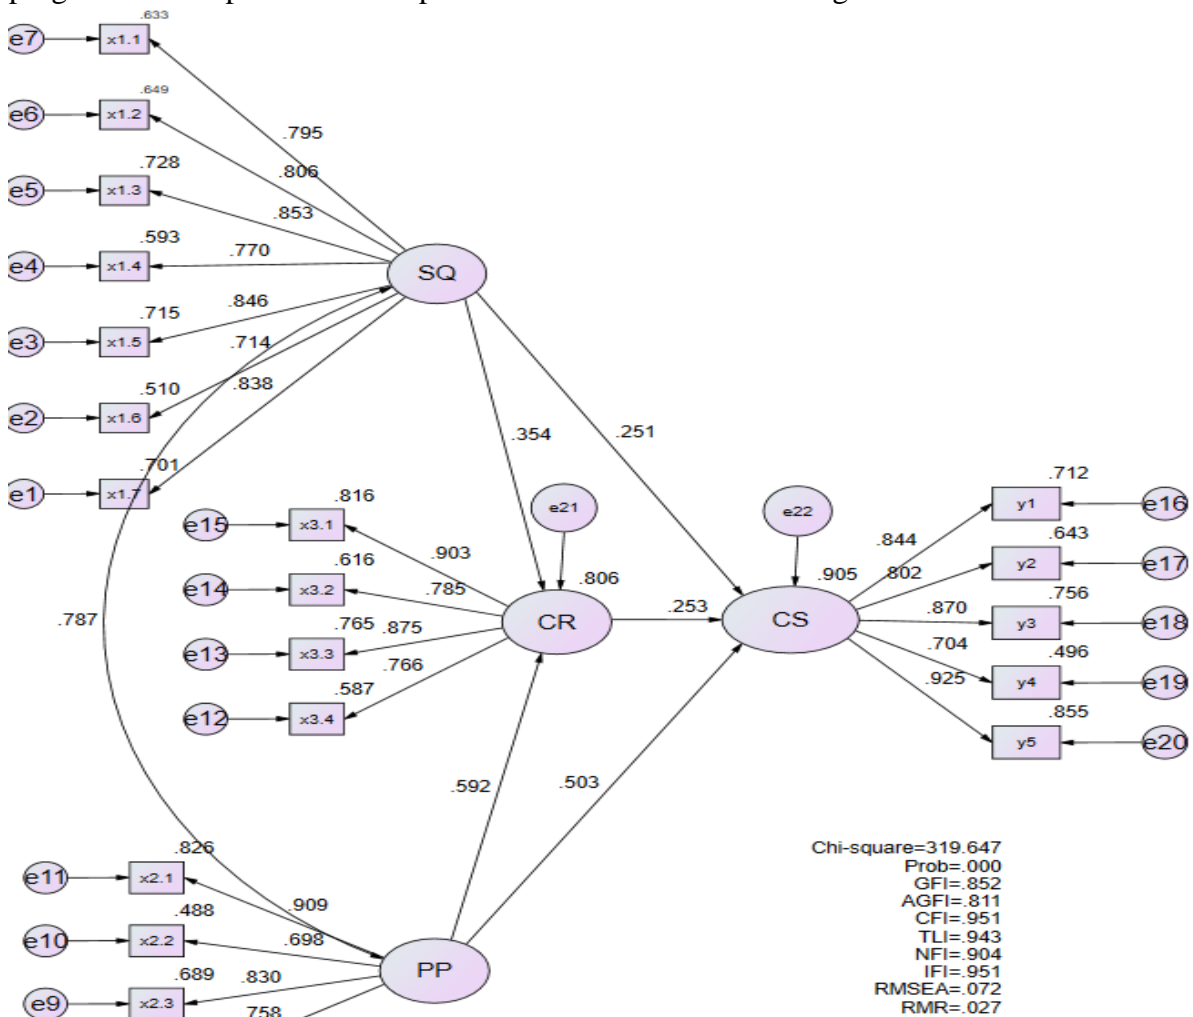 .633
e7 x1.1
.649
e6 x1.2
.795
.728
e5 x1.3
.806
.853
.593
e4 x1.4
.770
SQ
.715
e3 x1.5
.846
.714
.510
e2 x1.6
.838
.701
e1 x1.7
.354
.251
.816
e15 x3.1
e21
e22
.712
y1 e16
.903
.844
.616
e14 x3.2
.785
.806
.905
.802
.643
y2 e17
.765
e13 x3.3
.875
CR
.253
CS
.870
.756
y3 e18
.787
.766
.704
.587
e12 x3.4
.925
.496
y4 e19
.855
y5 e20
.592
.503
.826
e11 x2.1
.909
.488
e10 x2.2
.698
PP
.689
e9 x2.3
.830
.758
Chi-square=319.647
Prob=.000
GFI=.852
AGFI=.811
CFI=.951
TLI=.943
NFI=.904
IFI=.951
RMSEA=.072
RMR=.027